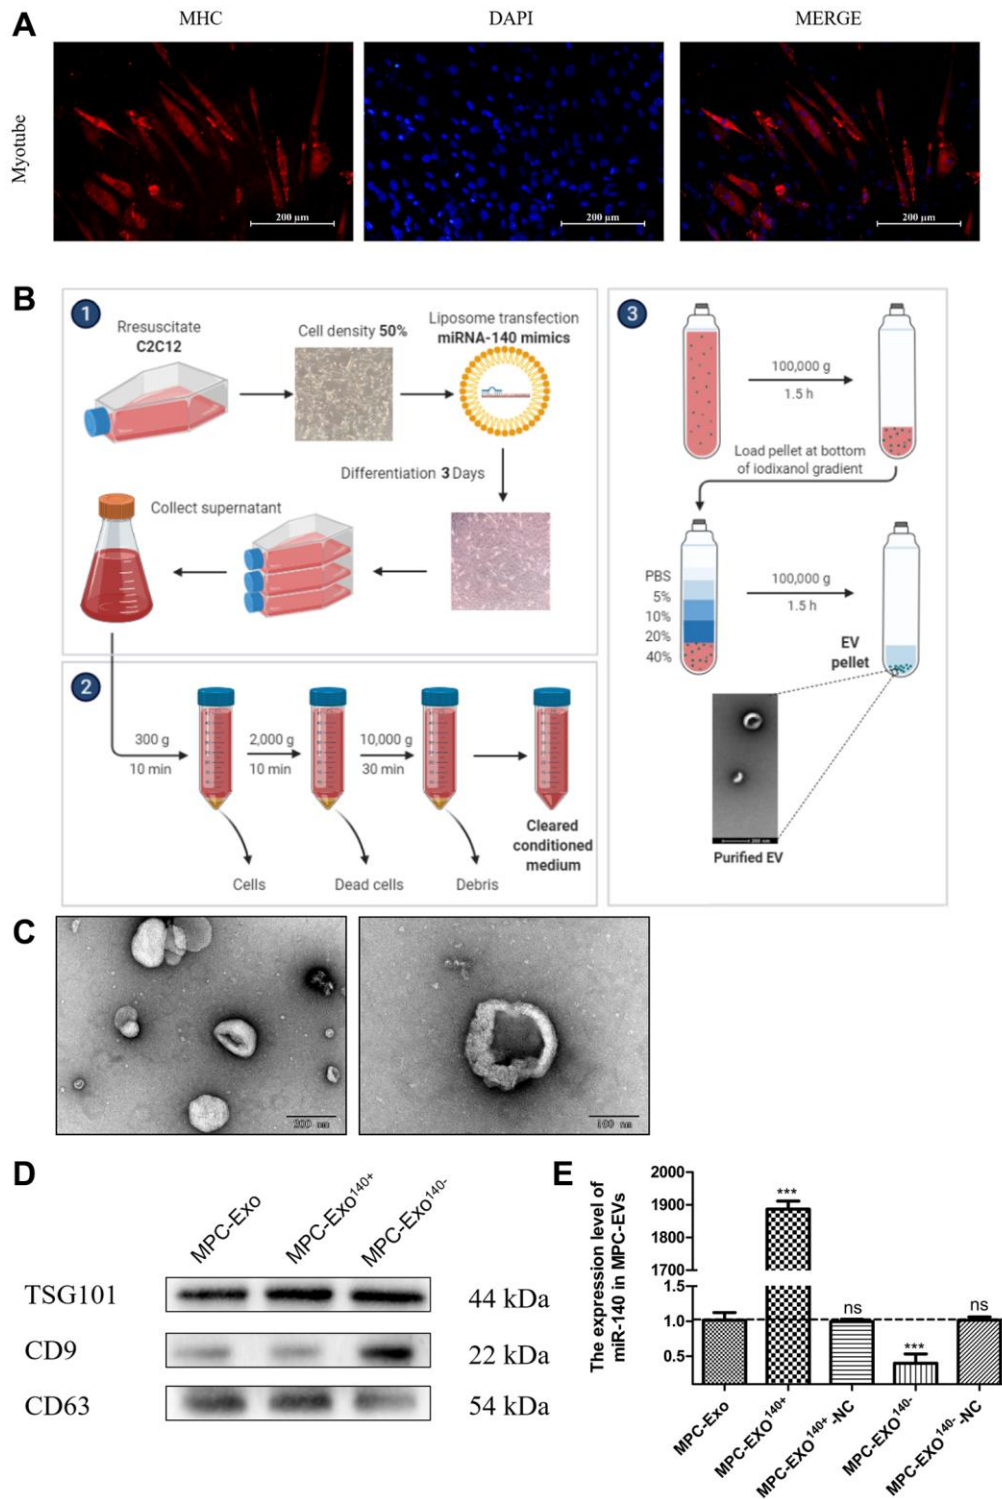 A
MHC
DAPI
MERGE
Myotube
200 μm
200 μm
200 μm
B
1
Rresuscitate
C2C12
Cell density 50%
Liposome transfection
miRNA-140 mimics
Differentiation 3 Days
Collect supernatant
2
300 g
10 min
2,000 g
10 min
10,000 g
30 min
Cells
Dead cells
Debris
Cleared
conditioned
medium
3
100,000 g
1.5 h
Load pellet at bottom
of iodixanol gradient
PBS
5%
10%
20%
40%
100,000 g
1.5 h
EV
pellet
Purified EV
C
200 nm
100 nm
D
MPC-Exo
MPC-Exo140+
MPC-Exo140-
TSG101
44 kDa
CD9
22 kDa
CD63
54 kDa
E
The expression level of
miR-140 in MPC-EVs
2000
1900
1800
1700
1.5
1.0
0.5
***
ns
***
ns
MPC-Exo
MPC-EXO140+
MPC-EXO140+-NC
MPC-EXO140-
MPC-EXO140--NC